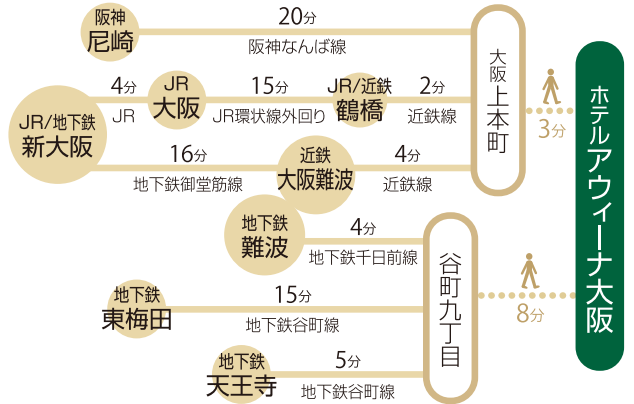 阪神
尼崎
20分
阪神なんば線
JR/地下鉄
新大阪
4分
JR
JR
大阪
15分
JR環状線外回り
JR/近鉄
鶴橋
2分
近鉄線
16分
地下鉄御堂筋線
近鉄
大阪難波
4分
近鉄線
大阪上本町
3分
地下鉄
難波
4分
地下鉄千日前線
地下鉄
東梅田
15分
地下鉄谷町線
地下鉄
天王寺
5分
地下鉄谷町線
谷町九丁目
8分
ホテルアウィーナ大阪